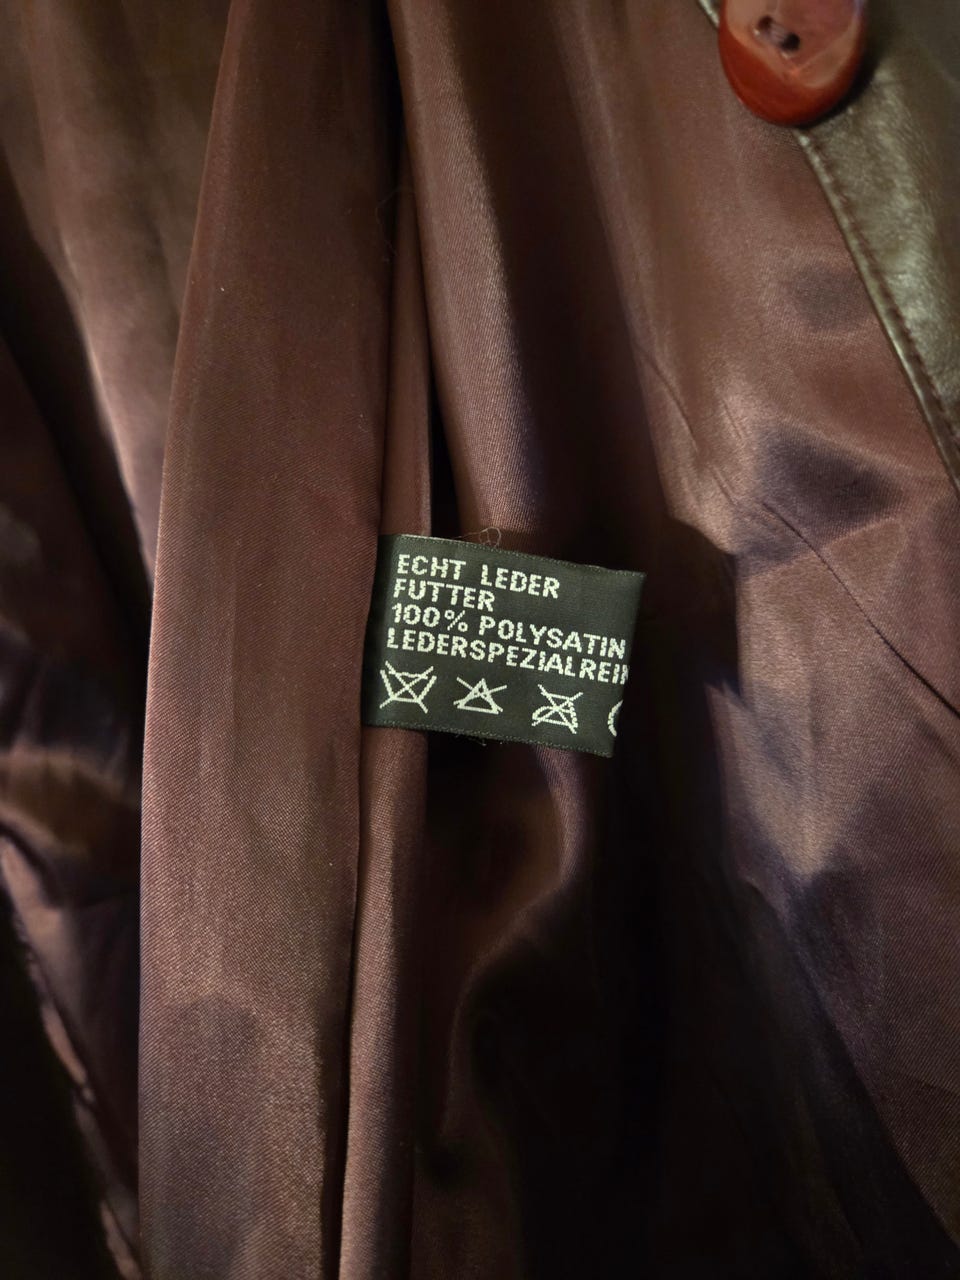 ECHT LEDER
FUTTER
100% POLYSATIN
LEDERSPEZIALREI